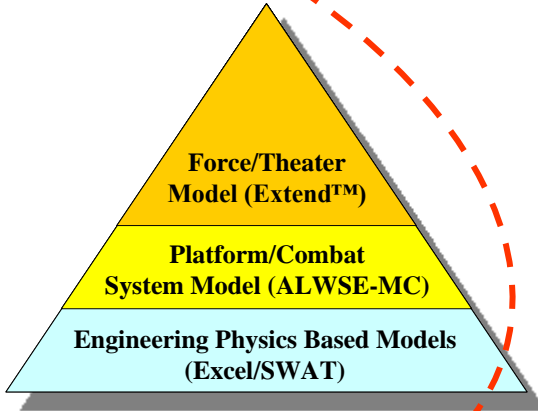 Force/Theater
Model (Extend™)
Platform/Combat
System Model (ALWSE-MC)
Engineering Physics Based Models
(Excel/SWAT)